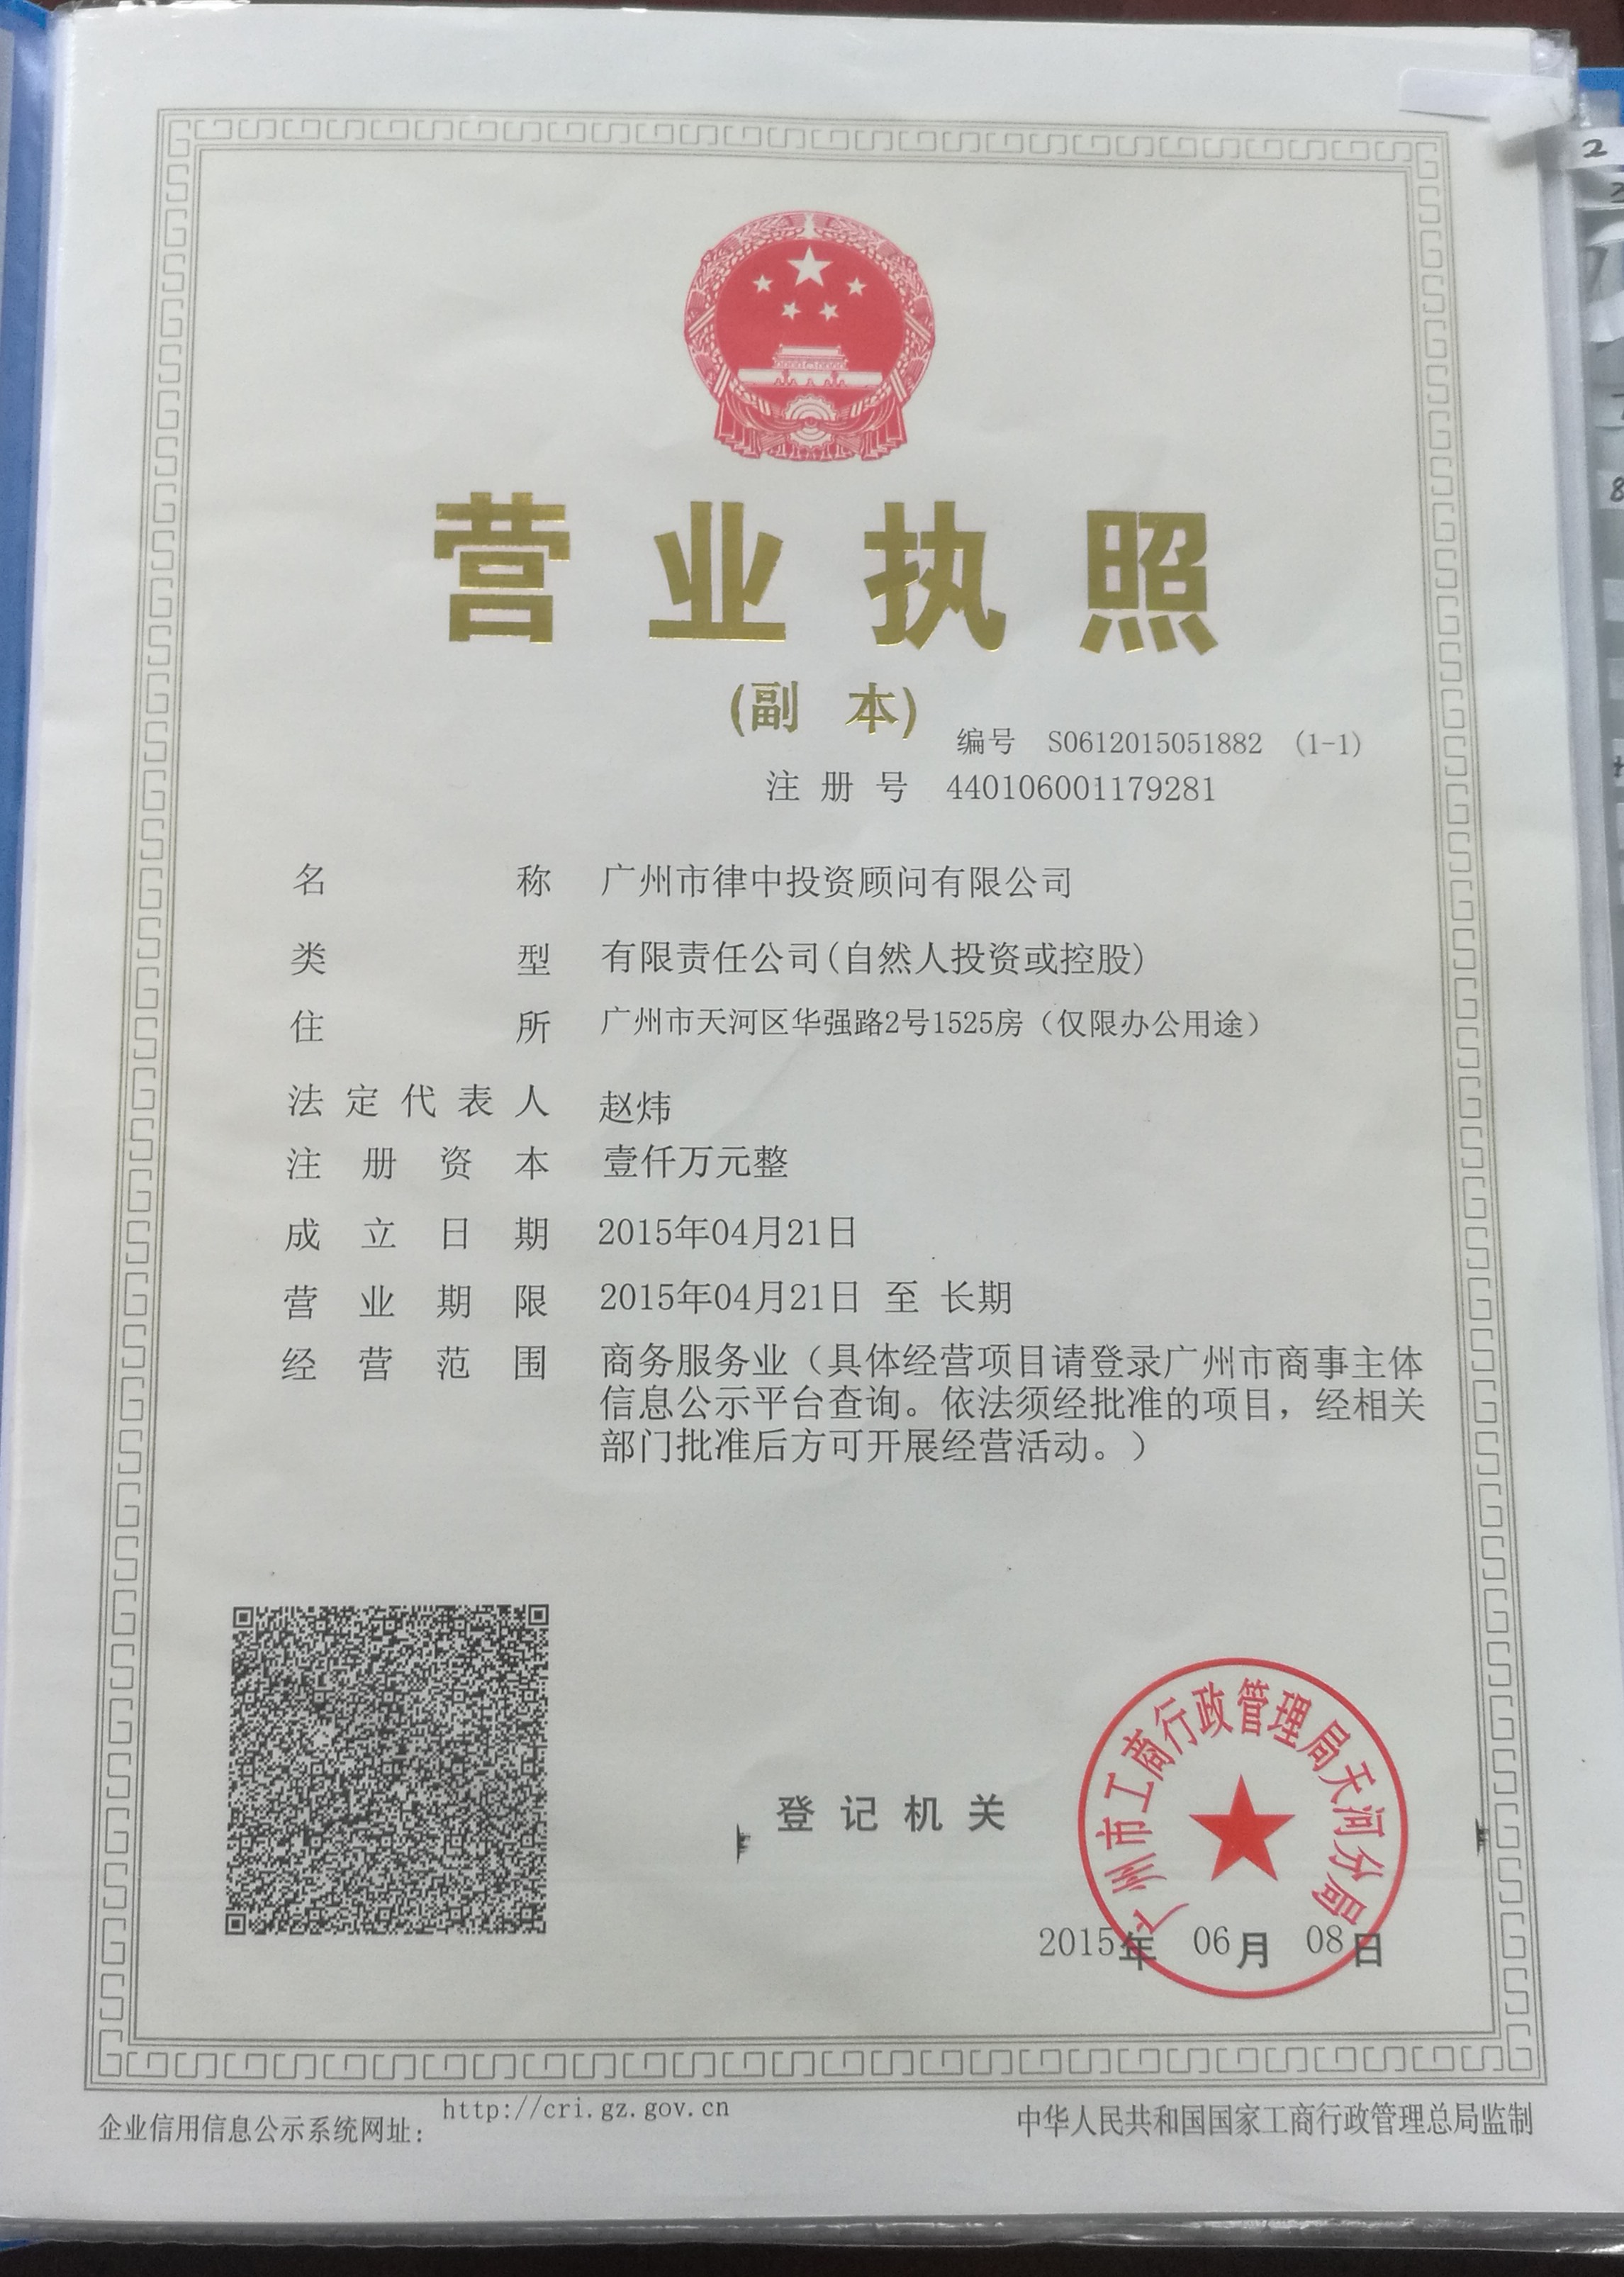 营业执照
(副 本)
编号 S0612015051882 (1-1)
注册号 440106001179281
名称 广州市律中投资顾问有限公司
类型 有限责任公司(自然人投资或控股)
住所 广州市天河区华强路2号1525房（仅限办公用途）
法定代表人 赵炜
注册资本 壹仟万元整
成立日期 2015年04月21日
营业期限 2015年04月21日 至 长期
经营范围 商务服务业（具体经营项目请登录广州市商事主体
信息公示平台查询。依法须经批准的项目，经相关
部门批准后方可开展经营活动。）
登记机关
广州市工商行政管理局天河分局
2015年 06月 08日
企业信用信息公示系统网址： http://cri.gz.gov.cn
中华人民共和国国家工商行政管理总局监制
2
8